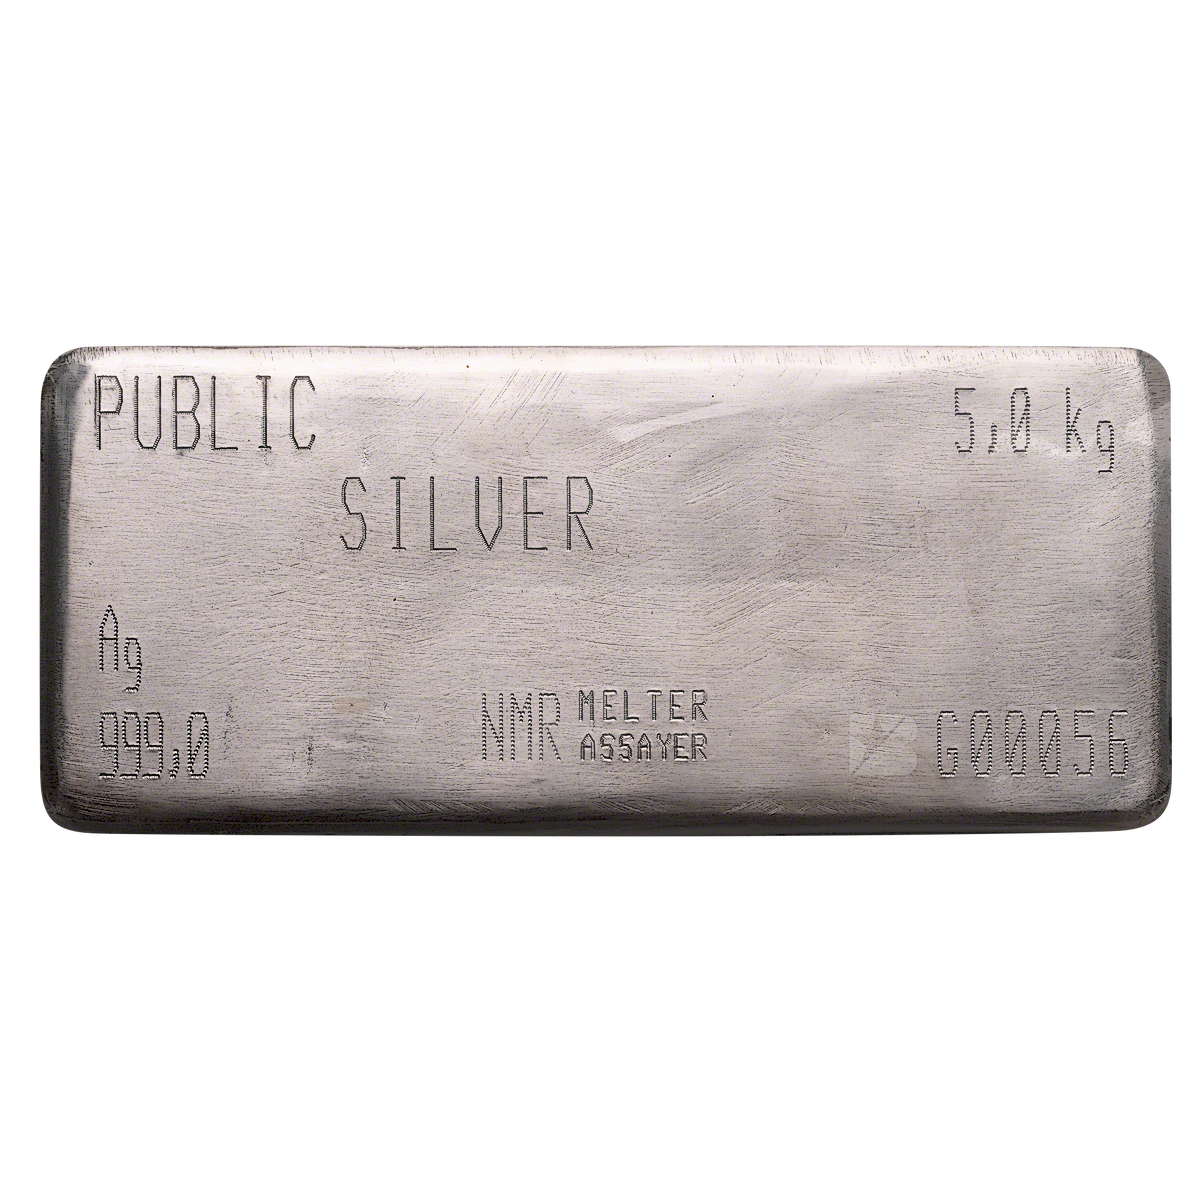 PUBLIC
SILVER
5,0 kg
Ag
999,0
NMR MELTER
ASSAYER
G00056